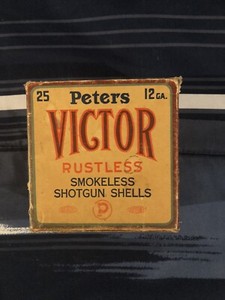 25 Peters 12 GA.
VICTOR
RUSTLESS
SMOKELESS
SHOTGUN SHELLS
P